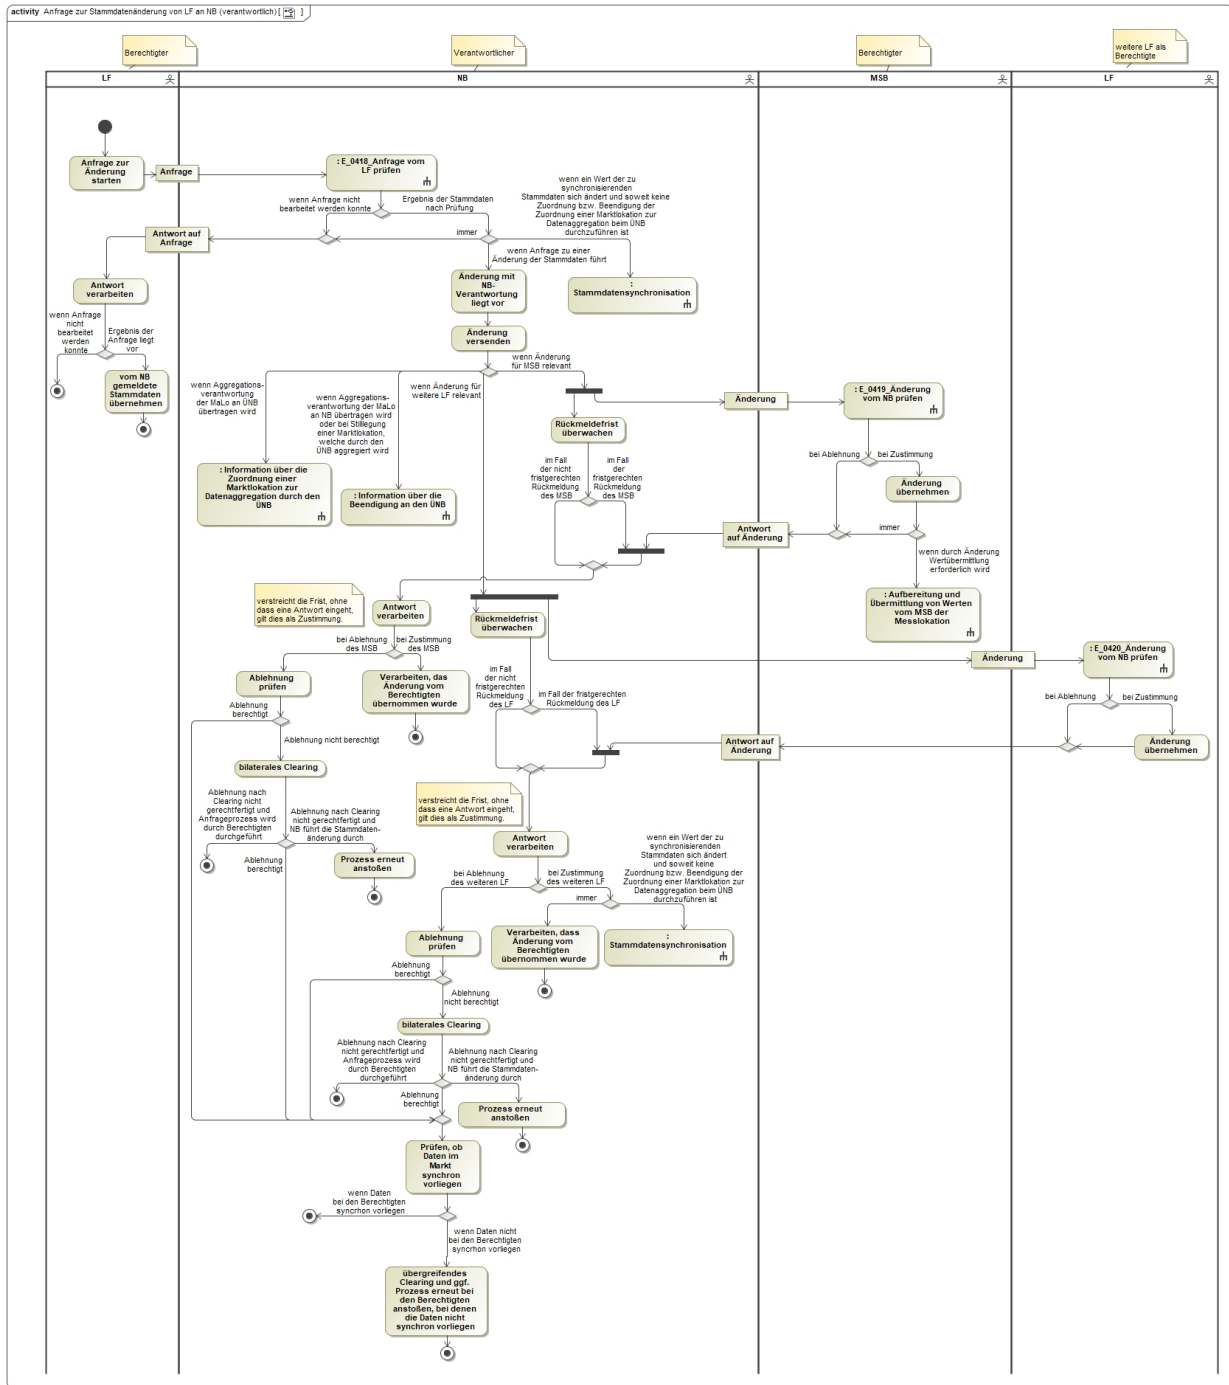 activity Anfrage zur Stammdatenänderung von LF an NB (verantwortlich) [ ]
Berechtigter
Verantwortlicher
Berechtigter
weitere LF als
Berechtigte
LF
NB
MSB
LF
Anfrage zur
Änderung
starten
Anfrage
: E_0418_Anfrage vom
LF prüfen
wenn Anfrage nicht
bearbeitet werden konnte
Ergebnis der Stammdaten
nach Prüfung
wenn ein Wert der zu
synchronisierenden
Stammdaten sich ändert und soweit keine
Zuordnung bzw. Beendigung der
Zuordnung einer Marktlokation zur
Datenaggregation beim ÜNB
durchzuführen ist
Antwort auf
Anfrage
immer
wenn Anfrage zu einer
Änderung der Stammdaten führt
Antwort
verarbeiten
Änderung mit
NB-
Verantwortung
liegt vor
:
Stammdatensynchronisation
wenn Anfrage
nicht
bearbeitet
werden
konnte
Ergebnis der
Anfrage liegt
vor
Änderung
versenden
wenn Änderung
für MSB relevant
vom NB
gemeldete
Stammdaten
übernehmen
wenn Aggregations-
verantwortung
der MaLo an ÜNB
übertragen wird
wenn Aggregations-
verantwortung der MaLo
an NB übertragen wird
oder bei Stilllegung
einer Marktlokation,
welche durch den
ÜNB aggregiert wird
wenn Änderung für
weitere LF relevant
Änderung
: E_0419_Änderung
vom NB prüfen
Rückmeldefrist
überwachen
bei Ablehnung
bei Zustimmung
im Fall
der nicht
fristgerechten
Rückmeldung
des MSB
im Fall
der
fristgerechten
Rückmeldung
des MSB
Änderung
übernehmen
: Information über die
Zuordnung einer
Marktlokation zur
Datenaggregation durch den
ÜNB
: Information über die
Beendigung an den ÜNB
Antwort
auf Änderung
immer
wenn durch Änderung
Wertübermittlung
erforderlich wird
verstreicht die Frist, ohne
dass eine Antwort eingeht,
gilt dies als Zustimmung.
Antwort
verarbeiten
Rückmeldefrist
überwachen
: Aufbereitung und
Übermittlung von Werten
vom MSB der
Messlokation
bei Ablehnung
des MSB
bei Zustimmung
des MSB
Änderung
: E_0420_Änderung
vom NB prüfen
Ablehnung
prüfen
Verarbeiten, das
Änderung vom
Berechtigten
übernommen wurde
im Fall
der nicht
fristgerechten
Rückmeldung
des LF
im Fall der fristgerechten
Rückmeldung des LF
bei Ablehnung
bei Zustimmung
Ablehnung
berechtigt
Ablehnung nicht berechtigt
Antwort auf
Änderung
Änderung
übernehmen
bilaterales Clearing
Ablehnung nach
Clearing nicht
gerechtfertigt und
Anfrageprozess wird
durch Berechtigten
durchgeführt
Ablehnung nach Clearing
nicht gerechtfertigt und
NB führt die Stammdaten-
änderung durch
verstreicht die Frist, ohne
dass eine Antwort eingeht,
gilt dies als Zustimmung.
Antwort
verarbeiten
wenn ein Wert der zu
synchronisierenden
Stammdaten sich ändert
und soweit keine
Zuordnung bzw. Beendigung der
Zuordnung einer Marktlokation zur
Datenaggregation beim ÜNB
durchzuführen ist
Ablehnung
berechtigt
Prozess erneut
anstoßen
bei Ablehnung
des weiteren LF
bei Zustimmung
des weiteren LF
immer
Ablehnung
prüfen
Verarbeiten, dass
Änderung vom
Berechtigten
übernommen wurde
:
Stammdatensynchronisation
Ablehnung
berechtigt
Ablehnung
nicht berechtigt
bilaterales Clearing
Ablehnung nach Clearing
nicht gerechtfertigt und
Anfrageprozess wird
durch Berechtigten
durchgeführt
Ablehnung nach Clearing
nicht gerechtfertigt und
NB führt die Stammdaten-
änderung durch
Ablehnung
berechtigt
Prozess erneut
anstoßen
Prüfen, ob
Daten im
Markt
synchron
vorliegen
wenn Daten
bei den Berechtigten
syncrhon vorliegen
wenn Daten nicht
bei den Berechtigten
syncrhon vorliegen
übergreifendes
Clearing und ggf.
Prozess erneut bei
den Berechtigten
anstoßen, bei denen
die Daten nicht
synchron vorliegen